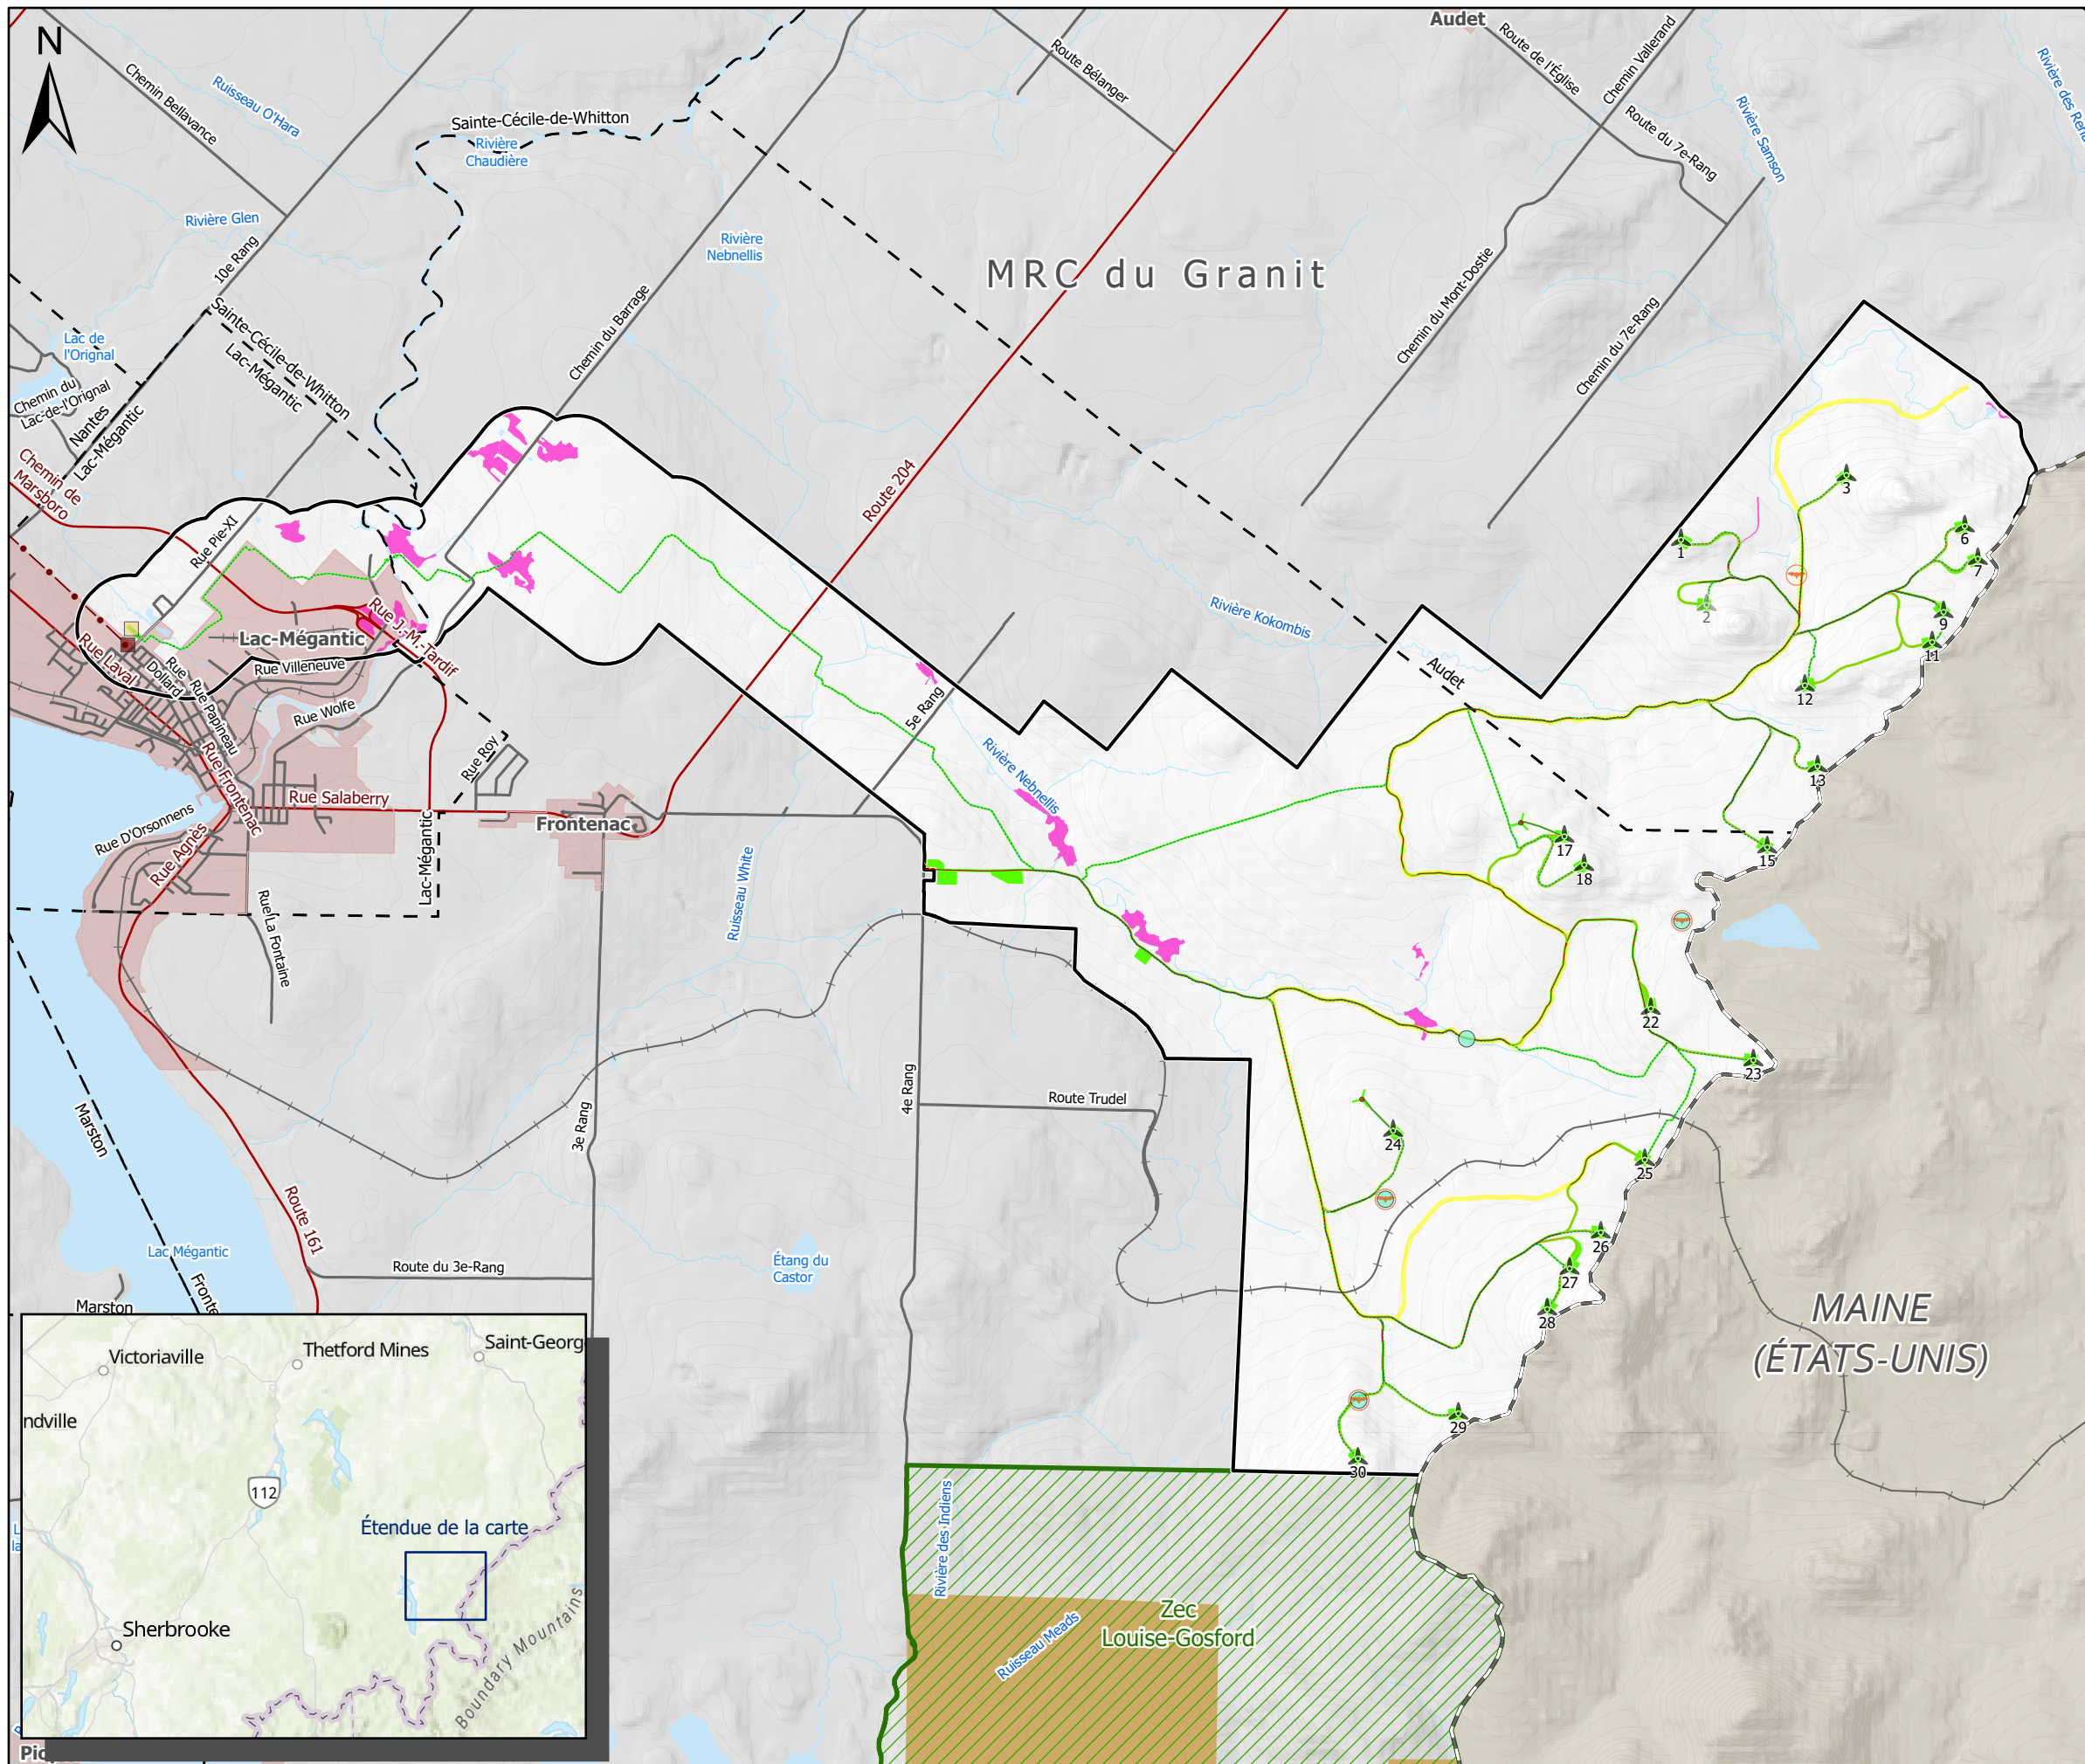 N
Audet
Chemin Bellavance
Ruisseau O'Hara
Sainte-Cécile-de-Whitton
Rivière
Chaudière
Route Bélanger
Route de l'Église
Chemin Vallerand
Route du 7e-Rang
Rivière Samson
Rivière Glen
10e Rang
Rivière
Nebnellis
MRC du Granit
Chemin du Barrage
Chemin du Mont-Dostie
Chemin du 7e-Rang
Lac de
l'Orignal
Chemin du
Lac-de-l'Orignal
Nantes
Lac-Mégantic
Sainte-Cécile-de-Whitton
Lac-Mégantic
Chemin de
Marsboro
Rue Pie-XI
Route 204
Rivière Kokombis
Audet
1
2
3
6
7
9
11
12
13
15
17
18
22
23
24
25
26
27
28
29
30
Lac-Mégantic
Rue J.-M.-Tardif
Rue Laval
Rue
Dollard
Rue Papineau
Rue Villeneuve
Rue Wolfe
Rue Frontenac
Rue Roy
5e Rang
Rivière Nebnellis
Rue Salaberry
Frontenac
Rue D'Orsonnens
Rue Agnès
Lac-Mégantic
Rue La Fontaine
Ruisseau White
Marston
Route 161
Lac Mégantic
Route du 3e-Rang
3e Rang
4e Rang
Route Trudel
Étang du
Castor
Marston
MAINE
(ÉTATS-UNIS)
Rivière des Indiens
Ruisseau Meads
Zec
Louise-Gosford
Victoriaville
Thetford Mines
Saint-Georg
ndville
112
Étendue de la carte
Sherbrooke
Boundary Mountains